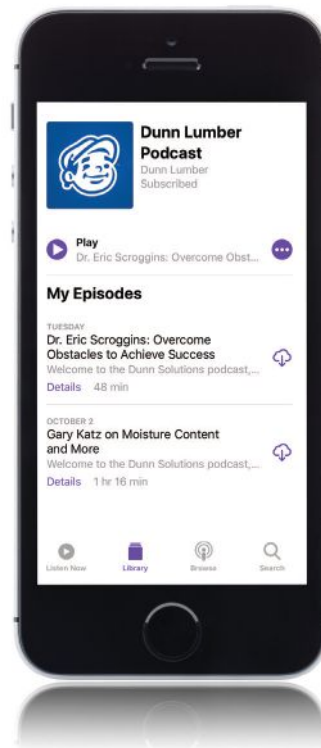 Dunn Lumber
Podcast
Dunn Lumber
Subscribed
Play
Dr. Eric Scroggins: Overcome Obst...
My Episodes
TUESDAY
Dr. Eric Scroggins: Overcome
Obstacles to Achieve Success
Welcome to the Dunn Solutions podcast,...
Details 48 min
OCTOBER 2
Gary Katz on Moisture Content
and More
Welcome to the Dunn Solutions podcast,...
Details 1 hr 16 min
Listen Now Library Browse Search